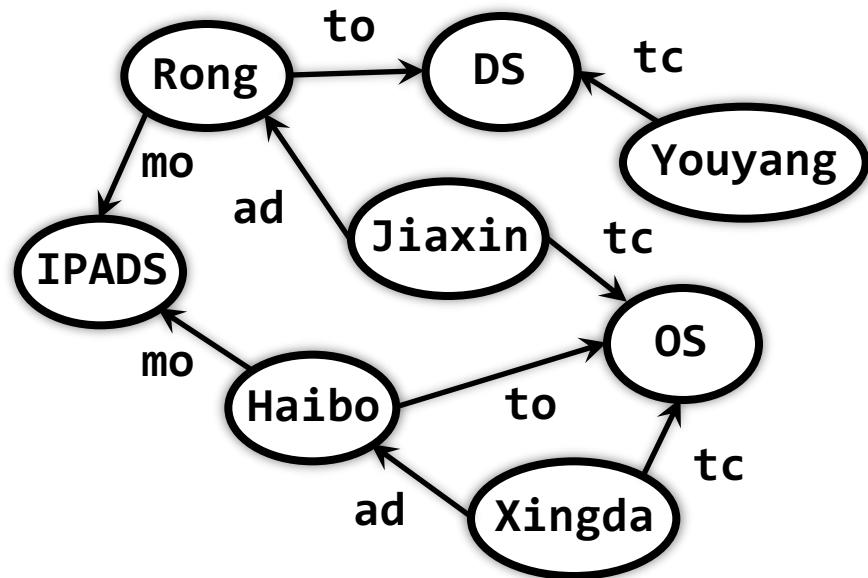 to
Rong
DS
tc
Youyang
mo
ad
Jiaxin
tc
IPADS
OS
mo
Haibo
to
tc
ad
Xingda